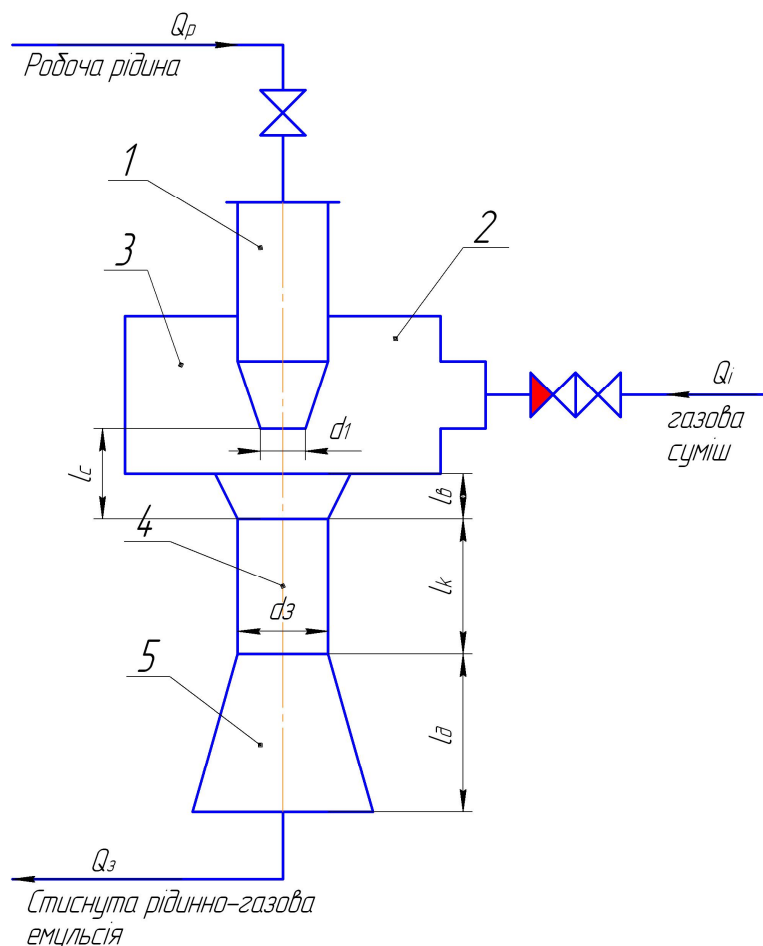 Qр
Робоча рідина
1
2
3
Qі
газова
суміш
d1
lс
lв
4
lк
d3
5
lд
Qз
Стиснута рідинно-газова
емульсія